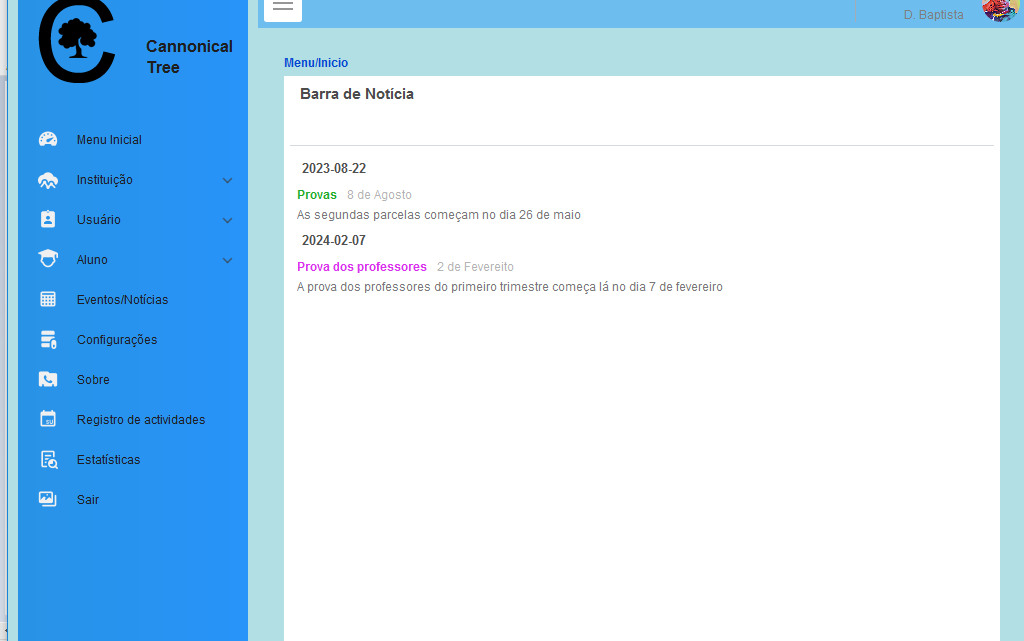 Cannonical
Tree
Menu Inicial
Instituição
Usuário
Aluno
Eventos/Notícias
Configurações
Sobre
Registro de actividades
Estatísticas
Sair
D. Baptista
Menu/Inicio
Barra de Notícia
2023-08-22
Provas 8 de Agosto
As segundas parcelas começam no dia 26 de maio
2024-02-07
Prova dos professores 2 de Fevereito
A prova dos professores do primeiro trimestre começa lá no dia 7 de fevereiro